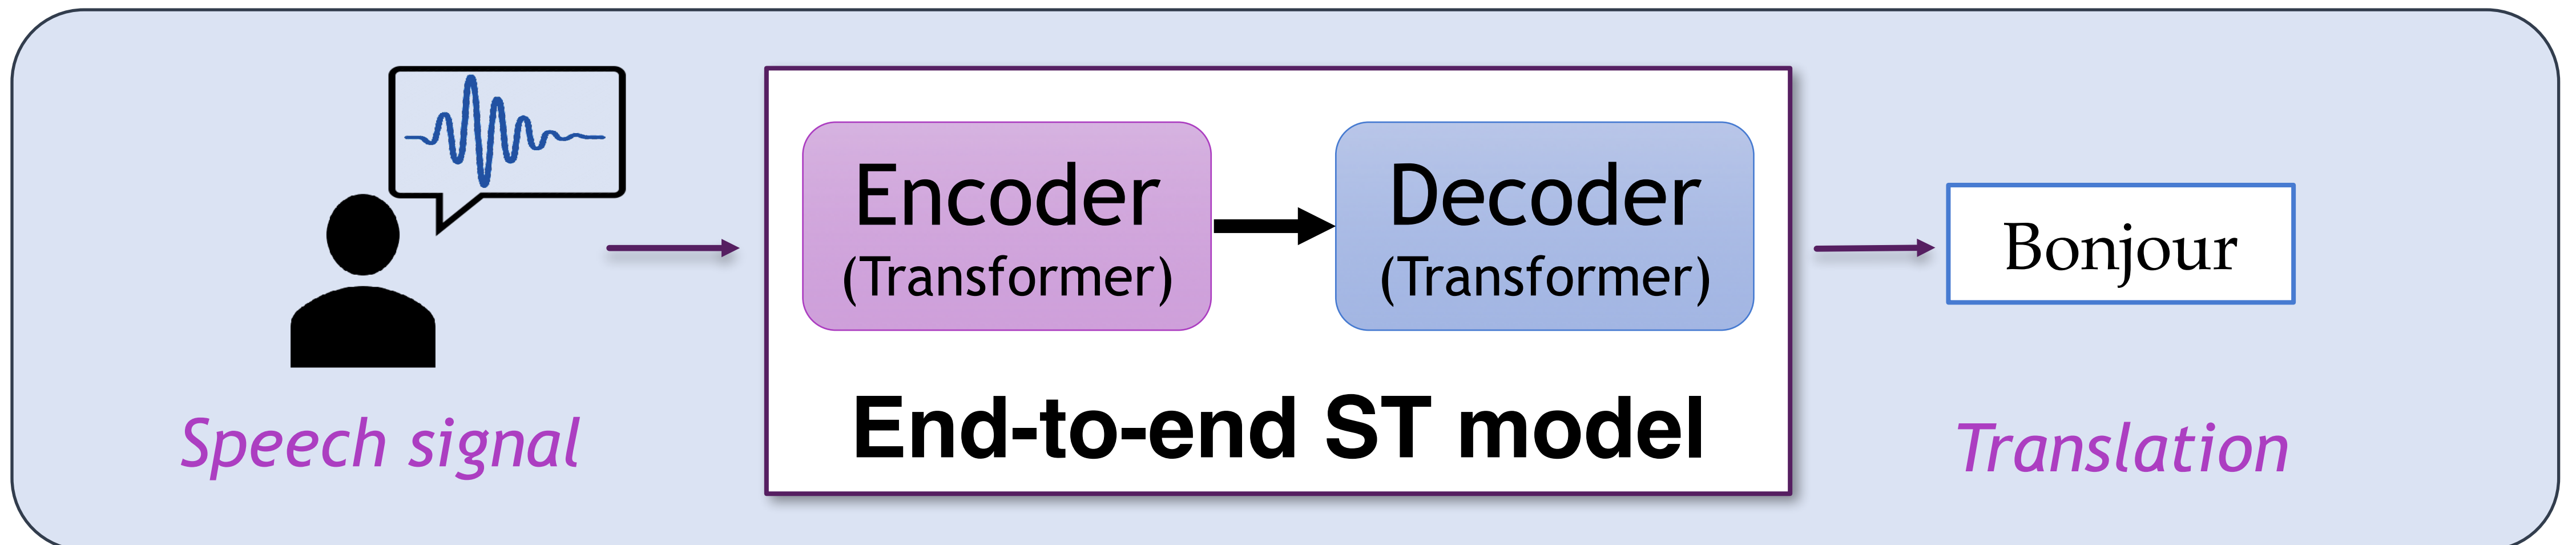 Encoder
(Transformer)
Decoder
(Transformer)
End-to-end ST model
Bonjour
Speech signal
Translation